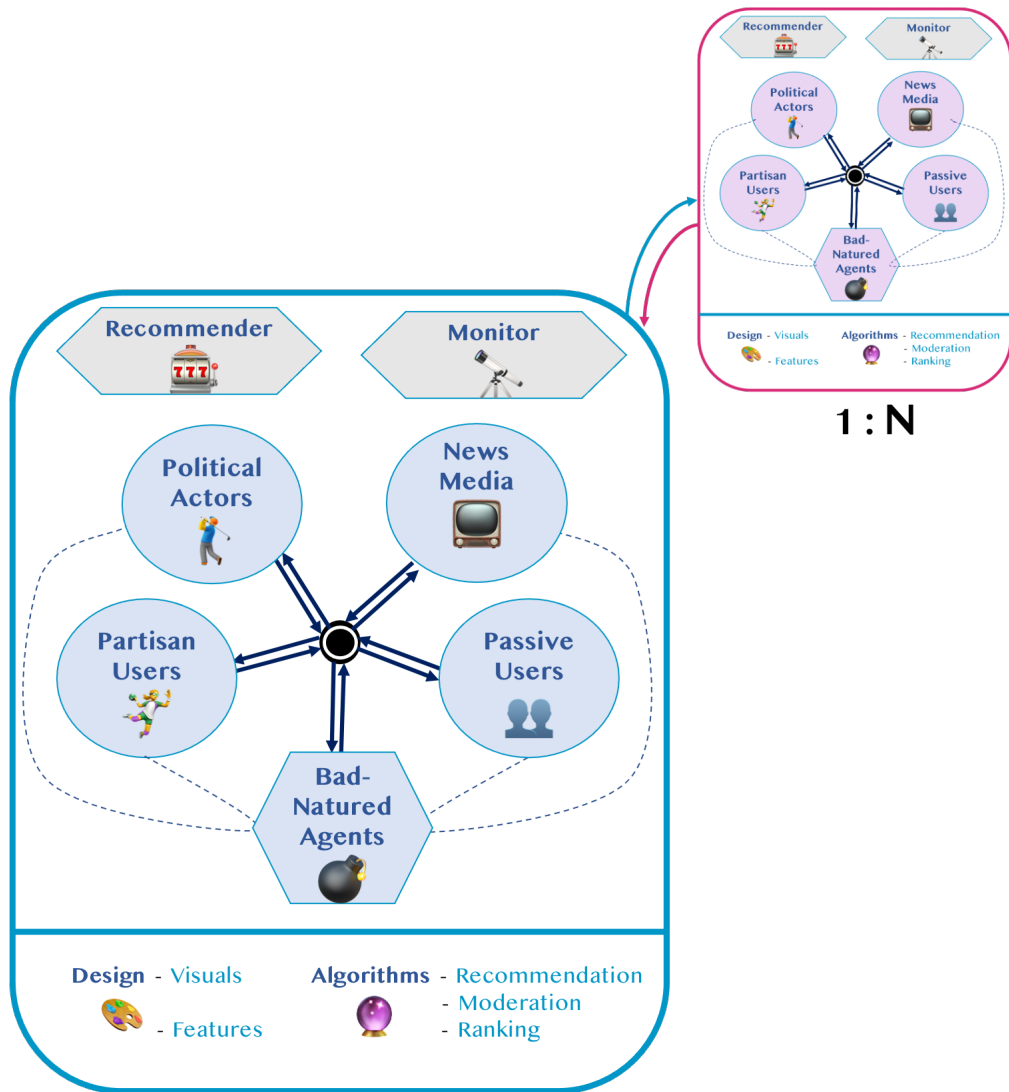 Recommender
777
Monitor
Political
Actors
News
Media
Partisan
Users
Passive
Users
Bad-
Natured
Agents
Design - Visuals
- Features
Algorithms - Recommendation
- Moderation
- Ranking
1 : N
Recommender
777
Monitor
Political
Actors
News
Media
Partisan
Users
Passive
Users
Bad-
Natured
Agents
Design - Visuals
- Features
Algorithms - Recommendation
- Moderation
- Ranking